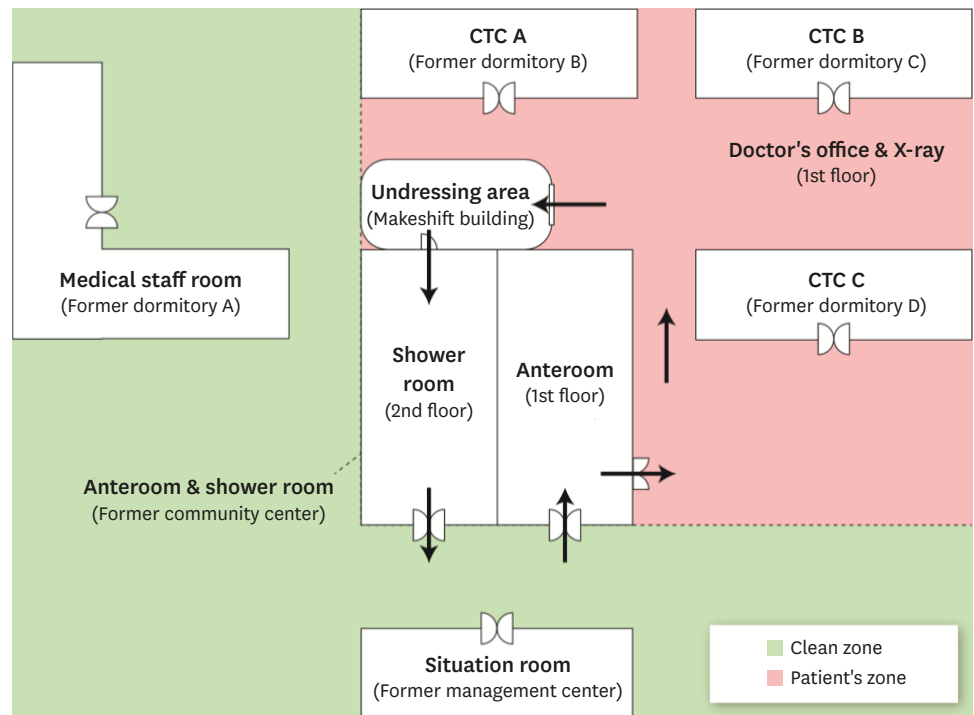 CTC A
(Former dormitory B)
CTC B
(Former dormitory C)
Doctor's office & X-ray
(1st floor)
Undressing area
(Makeshift building)
Medical staff room
(Former dormitory A)
CTC C
(Former dormitory D)
Shower
room
(2nd floor)
Anteroom
(1st floor)
Anteroom & shower room
(Former community center)
Situation room
(Former management center)
Clean zone
Patient's zone